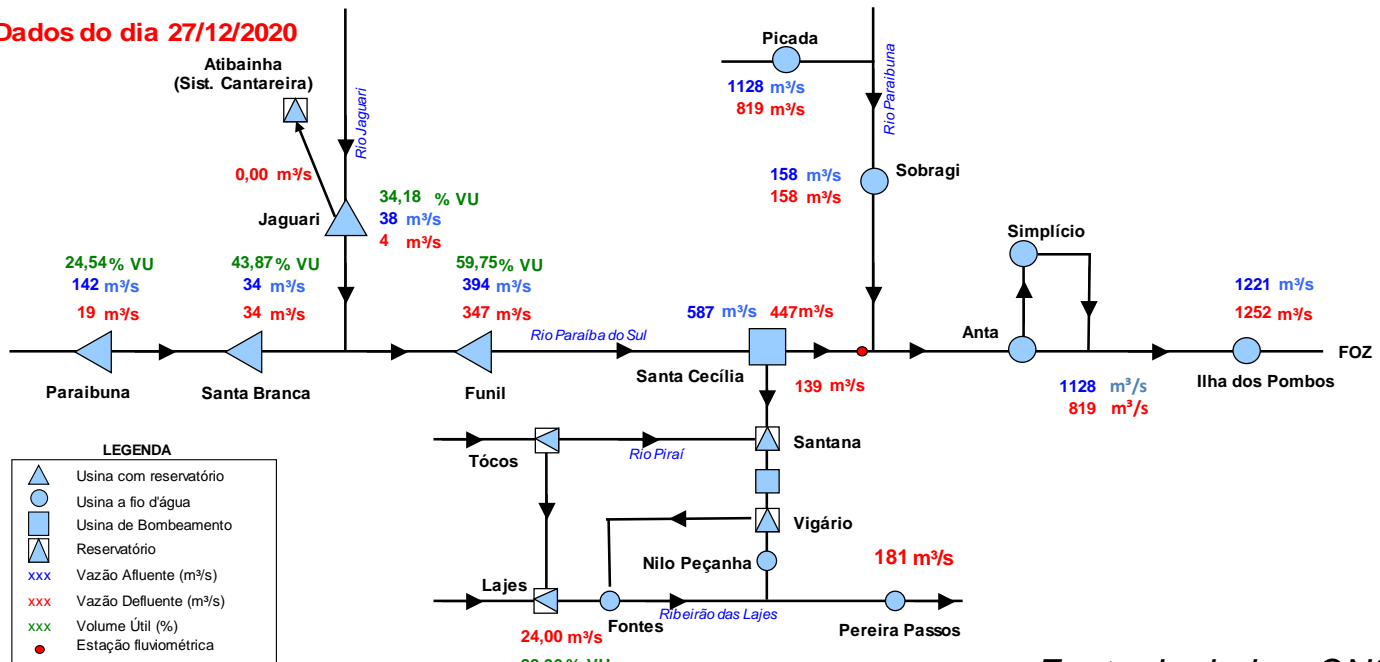 Dados do dia 27/12/2020
Atibainha
(Sist. Cantareira)
Rio Jaguari
0,00 m³/s
Jaguari
34,18 % VU
38 m³/s
4 m³/s
Picada
1128 m³/s
819 m³/s
Rio Paraibuna
158 m³/s
158 m³/s
Sobragi
24,54% VU
142 m³/s
19 m³/s
Paraibuna
43,87% VU
34 m³/s
34 m³/s
Santa Branca
59,75% VU
394 m³/s
347 m³/s
Funil
Rio Paraíba do Sul
587 m³/s 447m³/s
Santa Cecília
139 m³/s
Simplício
Anta
1128 m³/s
819 m³/s
1221 m³/s
1252 m³/s
Ilha dos Pombos
FOZ
Tócos
Rio Piraí
Santana
Vigário
Nilo Peçanha
181 m³/s
Lajes
Fontes
Ribeirão das Lajes
Pereira Passos
24,00 m³/s
LEGENDA
Usina com reservatório
Usina a fio d'água
Usina de Bombeamento
Reservatório
xxx Vazão Afluente (m³/s)
xxx Vazão Defluente (m³/s)
xxx Volume Útil (%)
Estação fluviométrica